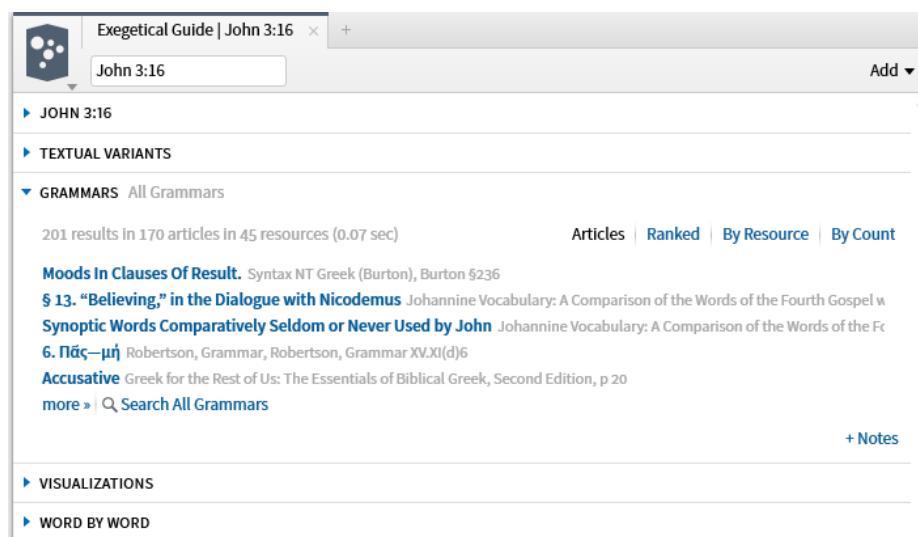 Exegetical Guide | John 3:16 × +
John 3:16 Add
JOHN 3:16
TEXTUAL VARIANTS
GRAMMARS All Grammars
201 results in 170 articles in 45 resources (0.07 sec) Articles | Ranked | By Resource | By Count
Moods In Clauses Of Result. Syntax NT Greek (Burton), Burton §236
§ 13. “Believing,” in the Dialogue with Nicodemus Johannine Vocabulary: A Comparison of the Words of the Fourth Gospel w
Synoptic Words Comparatively Seldom or Never Used by John Johannine Vocabulary: A Comparison of the Words of the Fo
6. Πᾶς—μή Robertson, Grammar, Robertson, Grammar XV.XI(d)6
Accusative Greek for the Rest of Us: The Essentials of Biblical Greek, Second Edition, p 20
more » | Search All Grammars
+ Notes
VISUALIZATIONS
WORD BY WORD